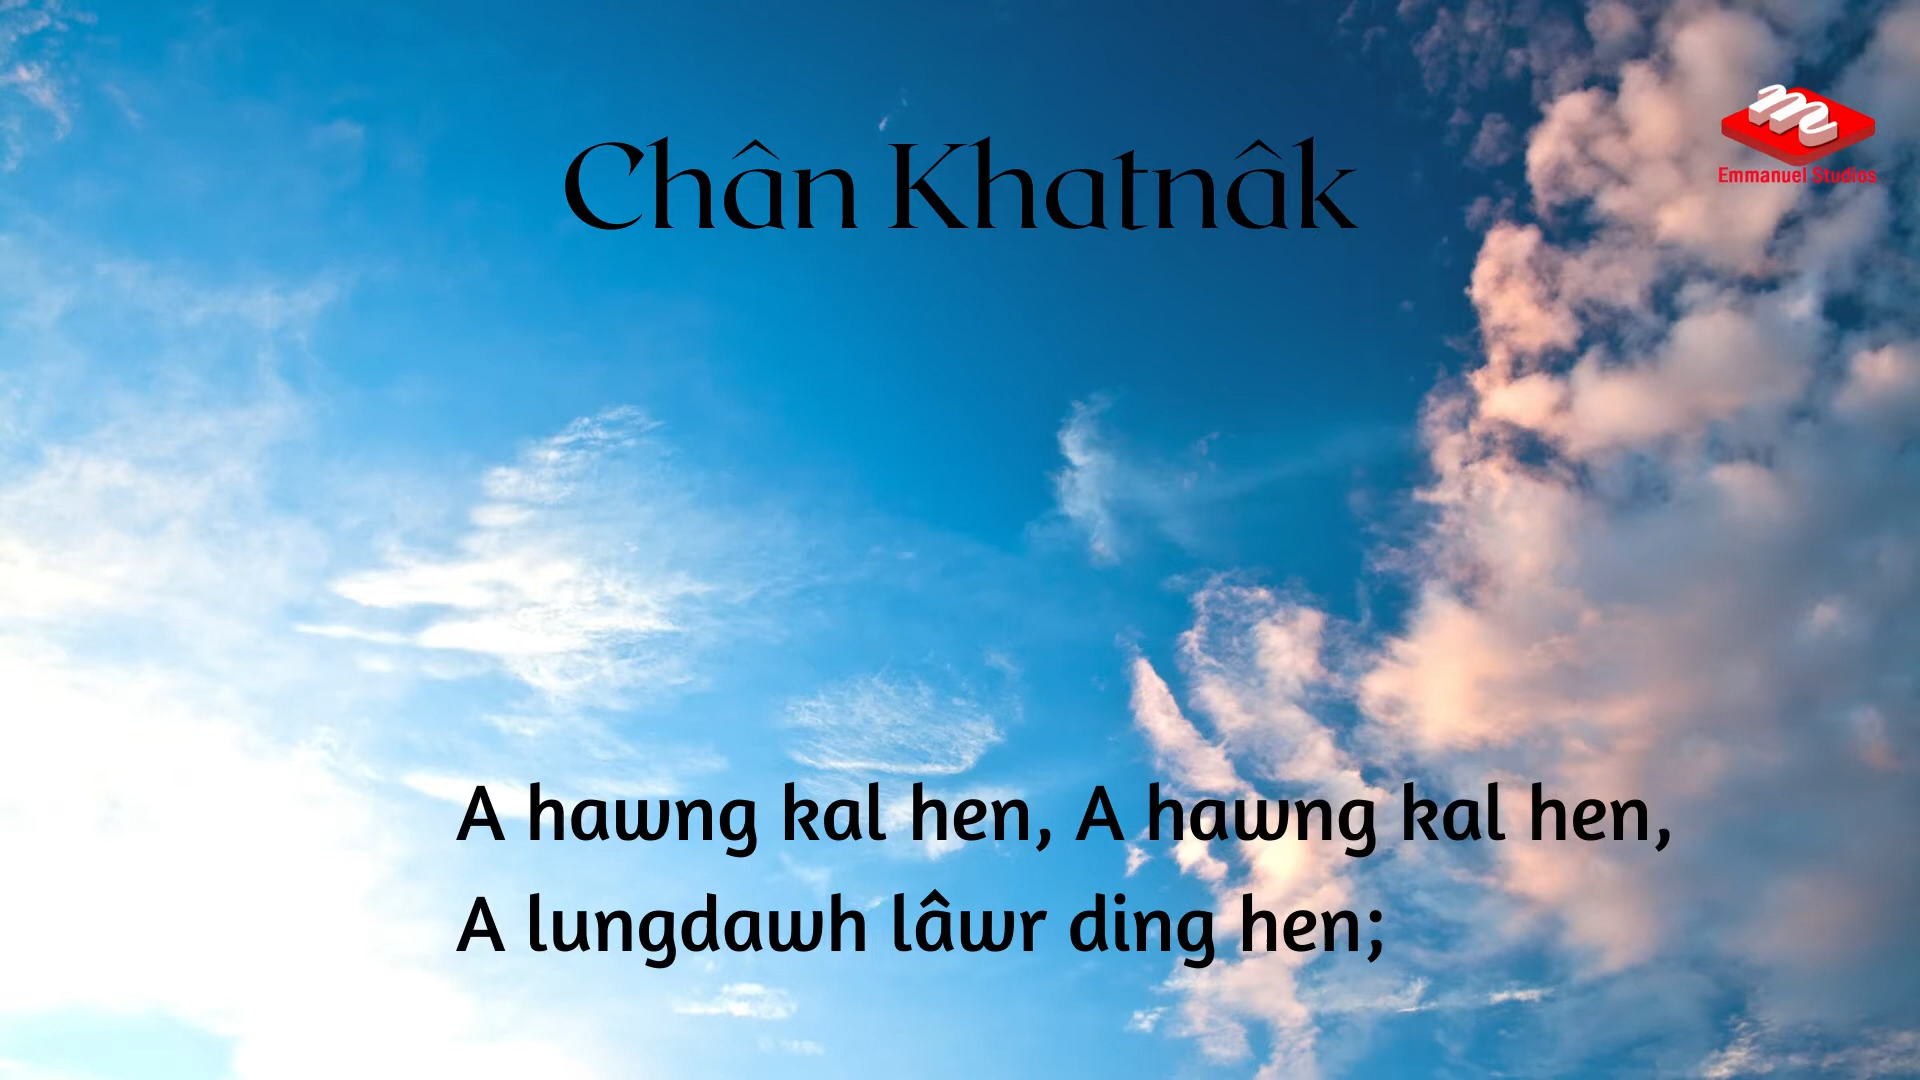 Chân Khatnâk
Emmanuel Studios
A hawng kal hen, A hawng kal hen,
A lungdawh lâwr ding hen;